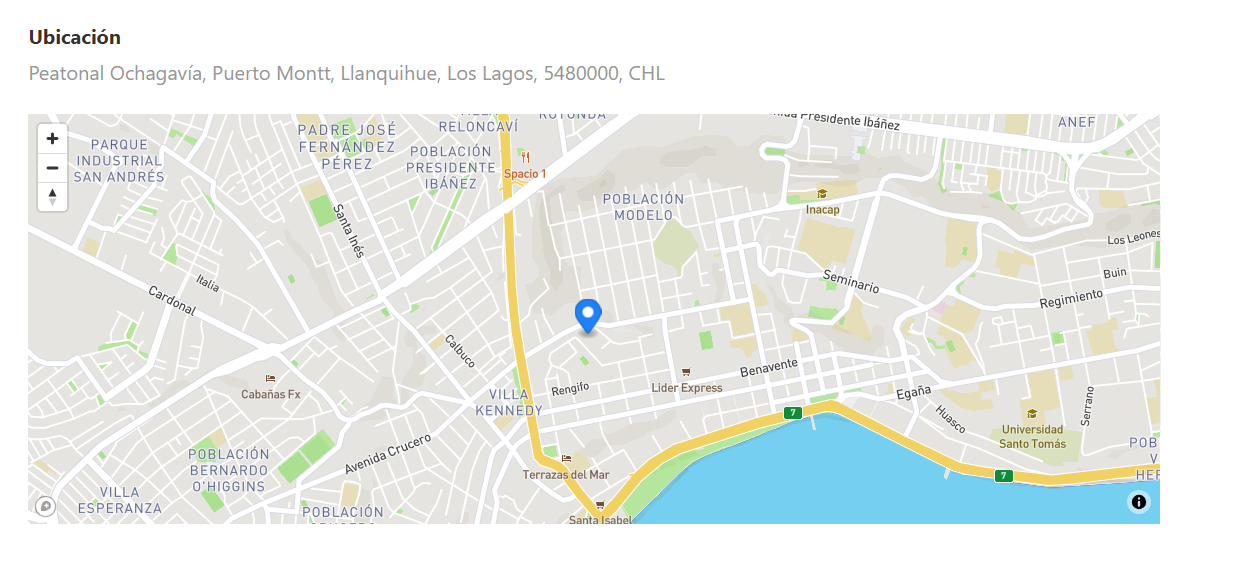 Ubicación
Peatonal Ochagavía, Puerto Montt, Llanquihue, Los Lagos, 5480000, CHL
RELONCAVÍ
ROTONDA
Presidente Ibáñez
ANEF
PARQUE
INDUSTRIAL
SAN ANDRÉS
PADRE JOSÉ
FERNÁNDEZ
PÉREZ
POBLACIÓN
PRESIDENTE
IBÁÑEZ
Spacio 1
POBLACIÓN
MODELO
Inacap
Santa Inés
Los Leones
Italia
Cardonal
Seminario
Buin
Regimiento
Calbuco
Cabañas Fx
Rengifo
Lider Express
Benavente
VILLA
KENNEDY
Egaña
Huasco
Serrano
7
Universidad
Santo Tomás
Avenida Crucero
POBLACIÓN
BERNARDO
O'HIGGINS
Terrazas del Mar
7
POB
V
HER
VILLA
ESPERANZA
POBLACIÓN
Santa Isabel